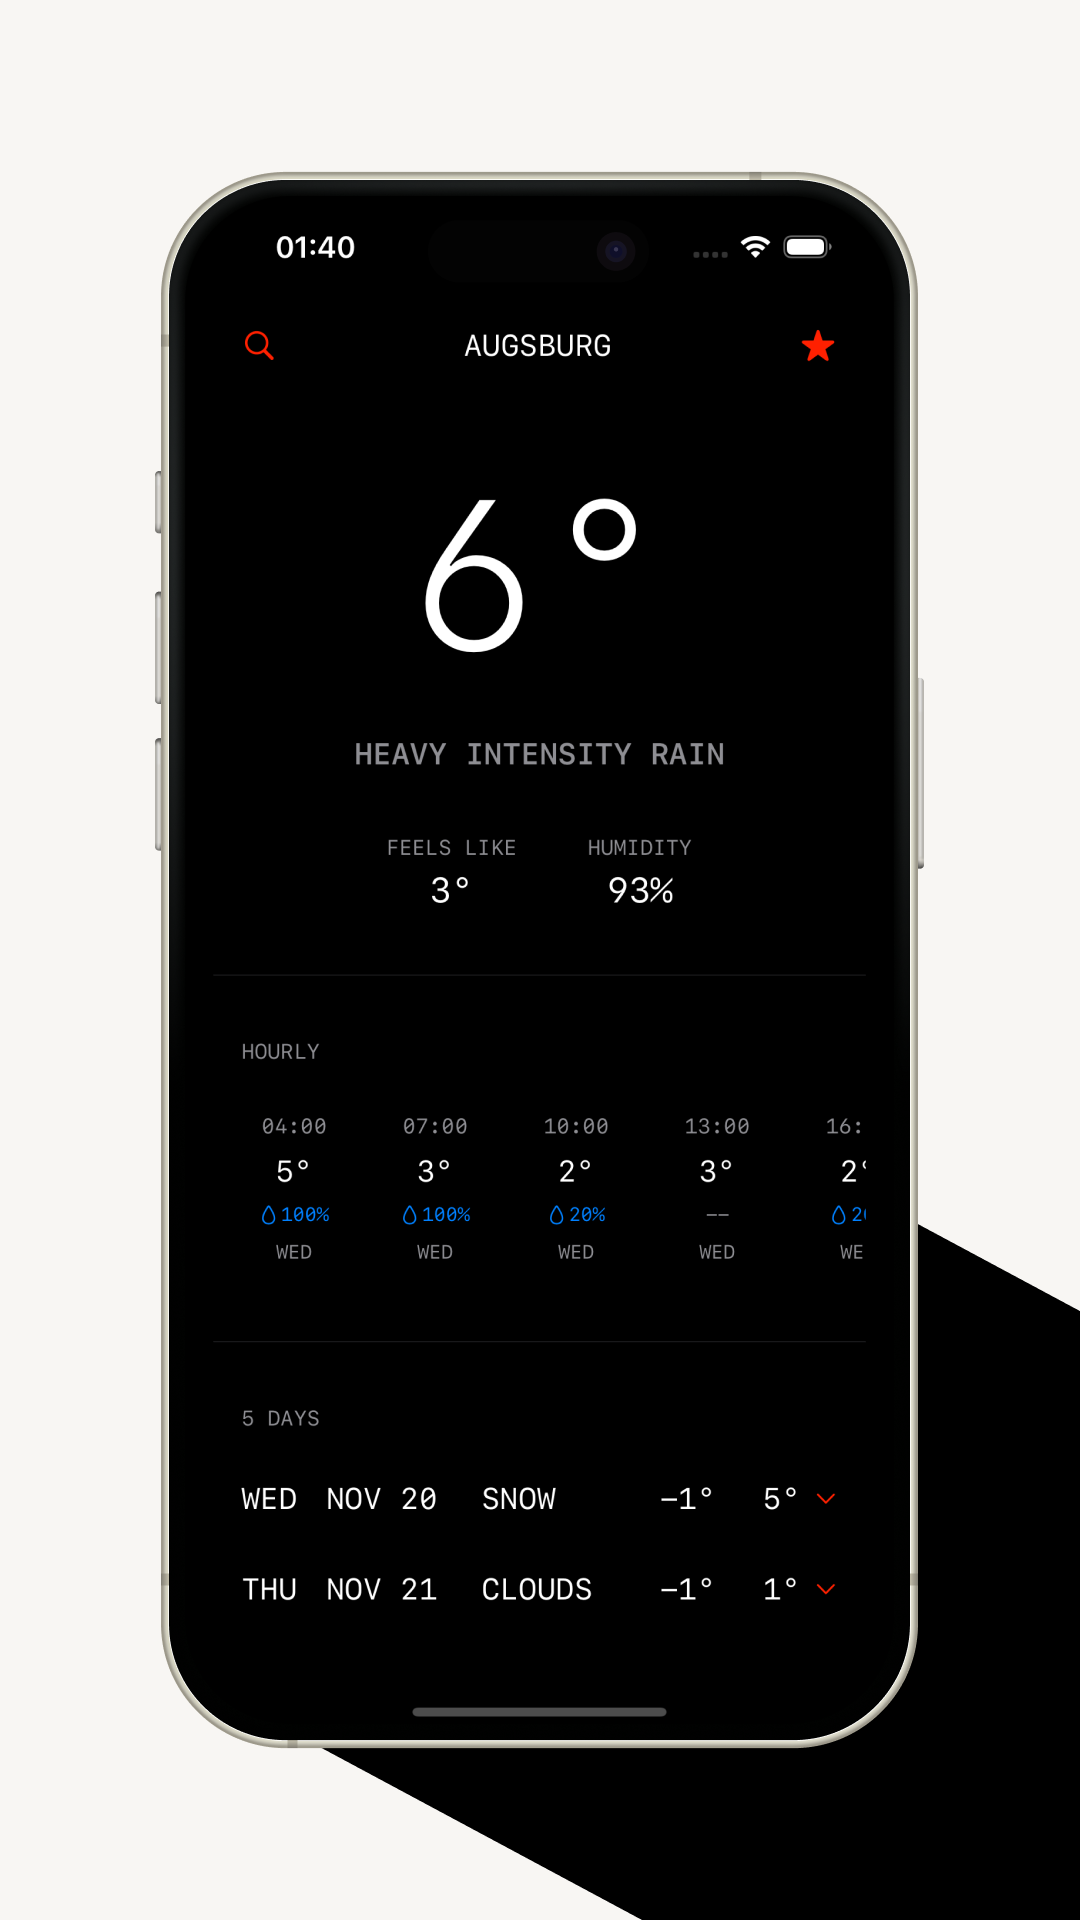 01:40
AUGSBURG
6°
HEAVY INTENSITY RAIN
FEELS LIKE HUMIDITY
3° 93%
HOURLY
04:00 07:00 10:00 13:00 16:
5° 3° 2° 3° 2°
100% 100% 20% –– 20
WED WED WED WED WE
5 DAYS
WED NOV 20 SNOW –1° 5°
THU NOV 21 CLOUDS –1° 1°